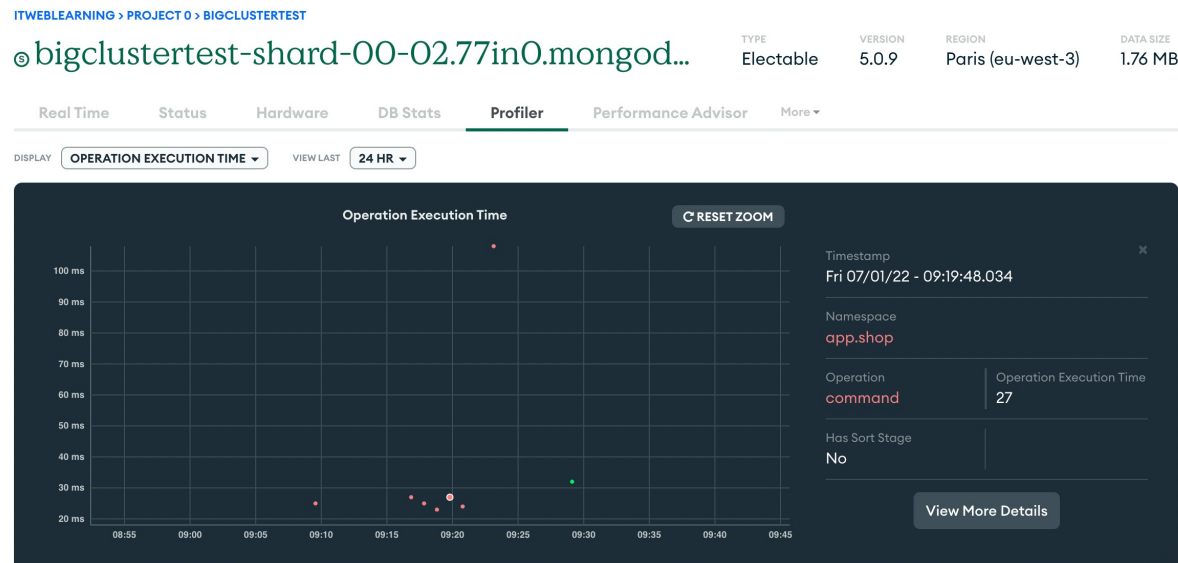 ITWEBLEARNING > PROJECT 0 > BIGCLUSTERTEST
S bigclustertest-shard-00-02.77in0.mongod...
TYPE
Electable
VERSION
5.0.9
REGION
Paris (eu-west-3)
DATA SIZE
1.76 MB
Real Time Status Hardware DB Stats Profiler Performance Advisor More
DISPLAY OPERATION EXECUTION TIME VIEW LAST 24 HR
Operation Execution Time
RESET ZOOM
100 ms
90 ms
80 ms
70 ms
60 ms
50 ms
40 ms
30 ms
20 ms
08:55 09:00 09:05 09:10 09:15 09:20 09:25 09:30 09:35 09:40 09:45
Timestamp
Fri 07/01/22 - 09:19:48.034
Namespace
app.shop
Operation
command
Operation Execution Time
27
Has Sort Stage
No
View More Details